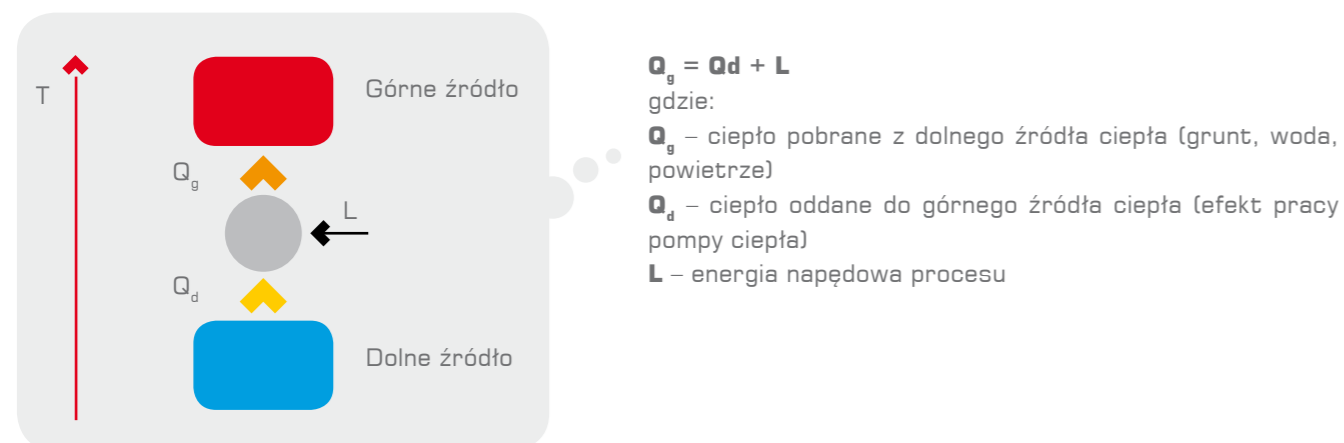 T
Górne źródło
Qg
L
Qd
Dolne źródło
Qg = Qd + L
gdzie:
Qg – ciepło pobrane z dolnego źródła ciepła (grunt, woda,
powietrze)
Qd – ciepło oddane do górnego źródła ciepła (efekt pracy
pompy ciepła)
L – energia napędowa procesu